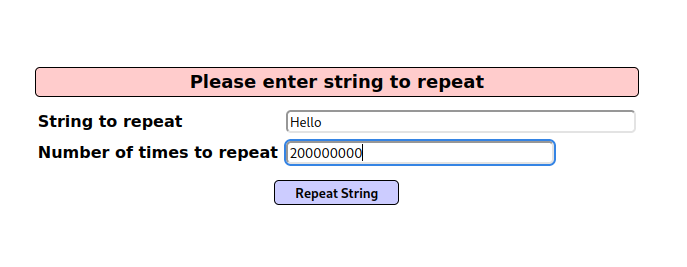 Please enter string to repeat
String to repeat Hello
Number of times to repeat 200000000
Repeat String